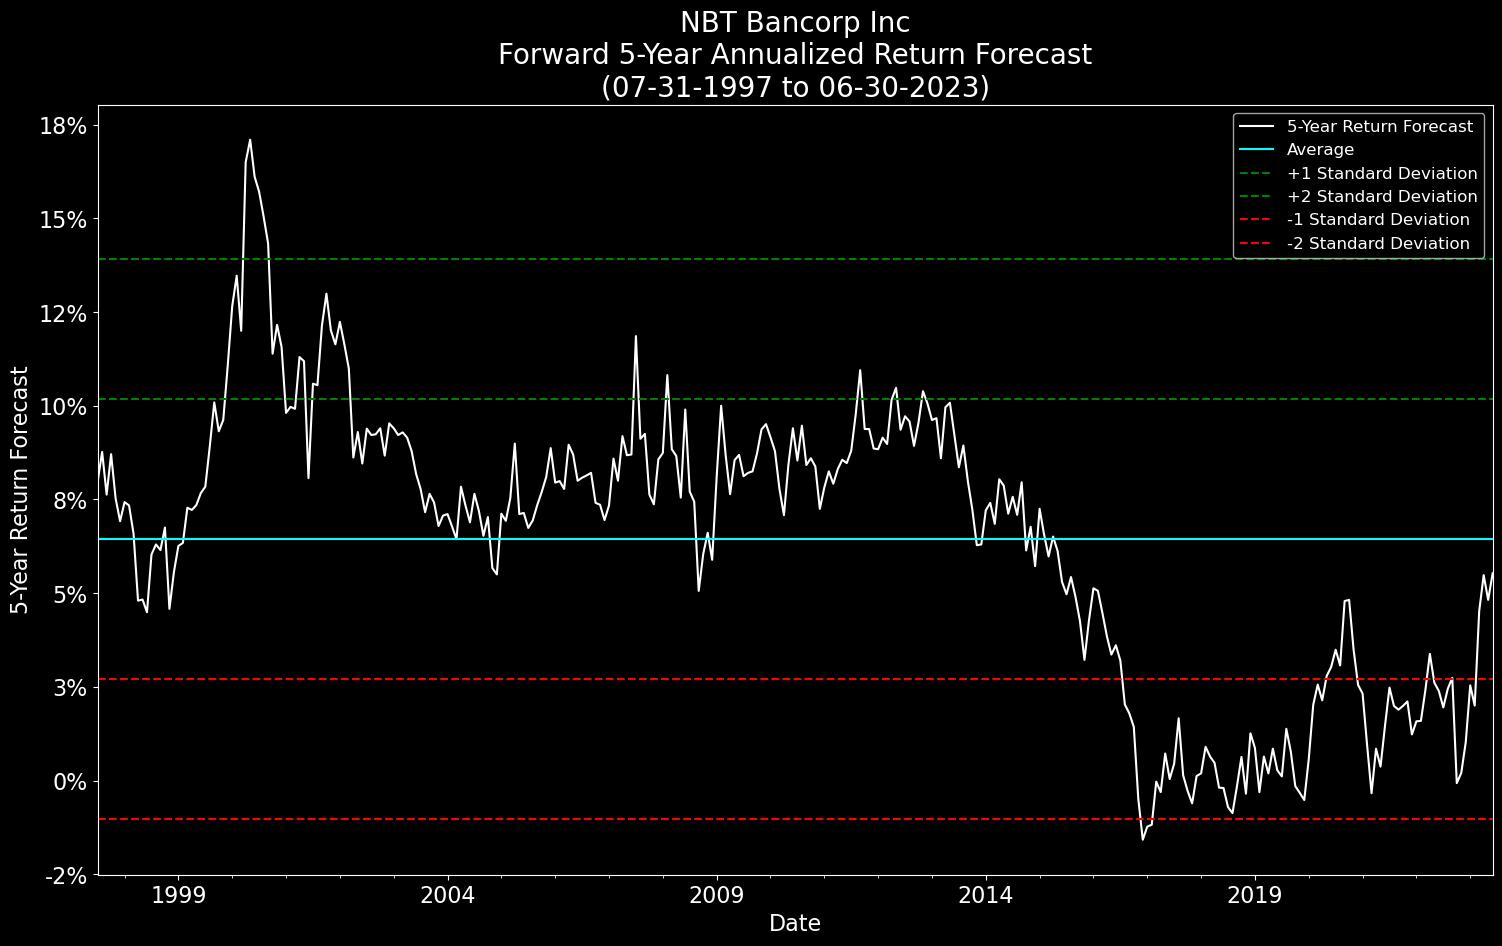 NBT Bancorp Inc
Forward 5-Year Annualized Return Forecast
(07-31-1997 to 06-30-2023)
5-Year Return Forecast
Average
+1 Standard Deviation
+2 Standard Deviation
-1 Standard Deviation
-2 Standard Deviation
18%
15%
12%
10%
8%
5%
3%
0%
-2%
5-Year Return Forecast
1999
2004
2009
2014
2019
Date